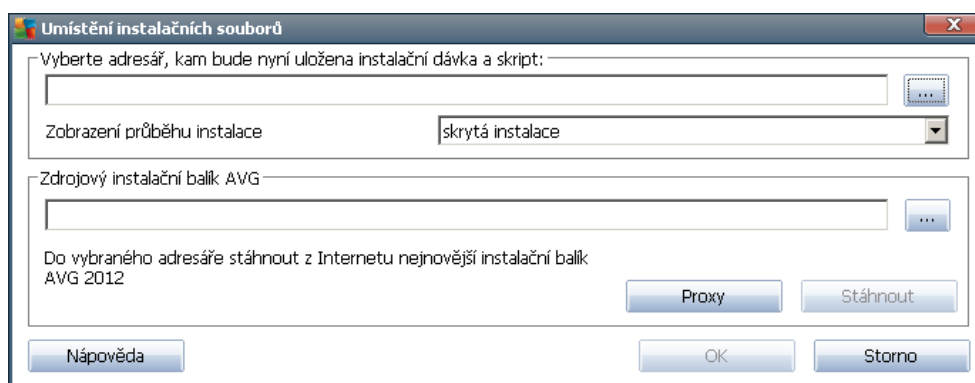 Umístění instalačních souborů
Vyberte adresář, kam bude nyní uložena instalační dávka a skript:
...
Zobrazení průběhu instalace
skrytá instalace
Zdrojový instalační balík AVG
...
Do vybraného adresáře stáhnout z Internetu nejnovější instalační balík
AVG 2012
Proxy
Stáhnout
Nápověda
OK
Storno